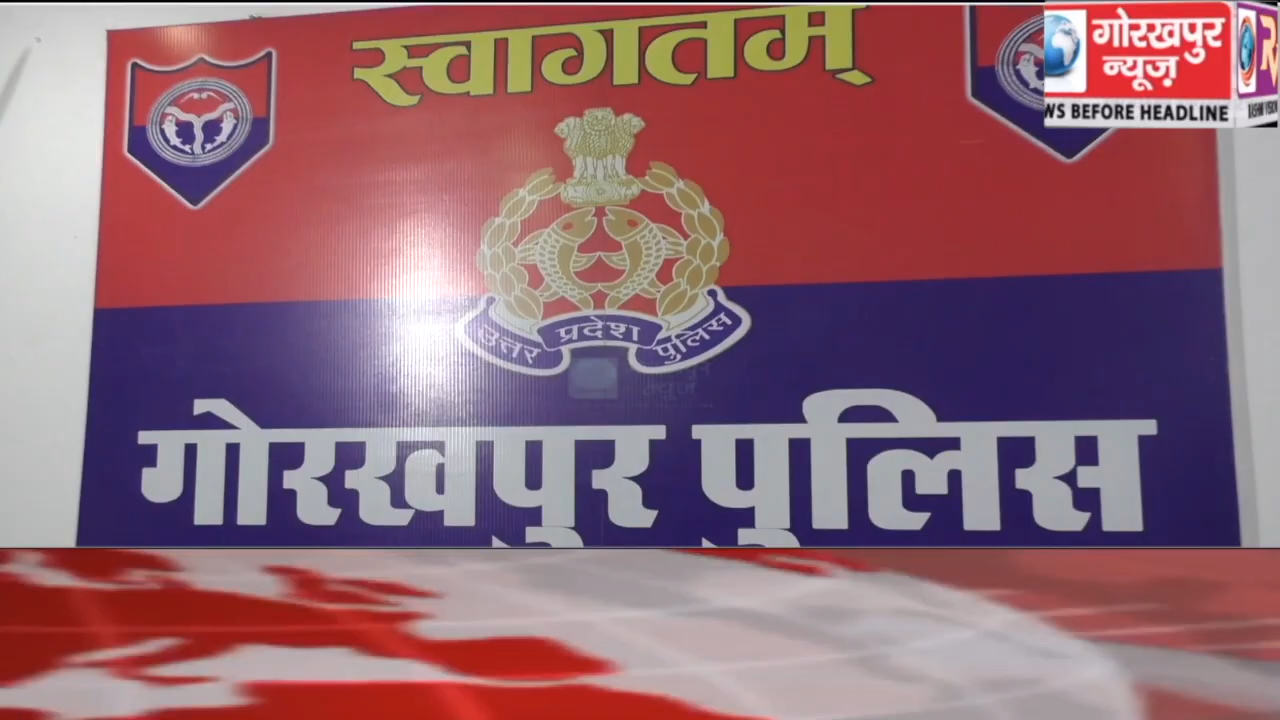 स्वागतम्
गोरखपुर
न्यूज़
WS BEFORE HEADLINE
उत्तर प्रदेश पुलिस
गोरखपुर पुलिस